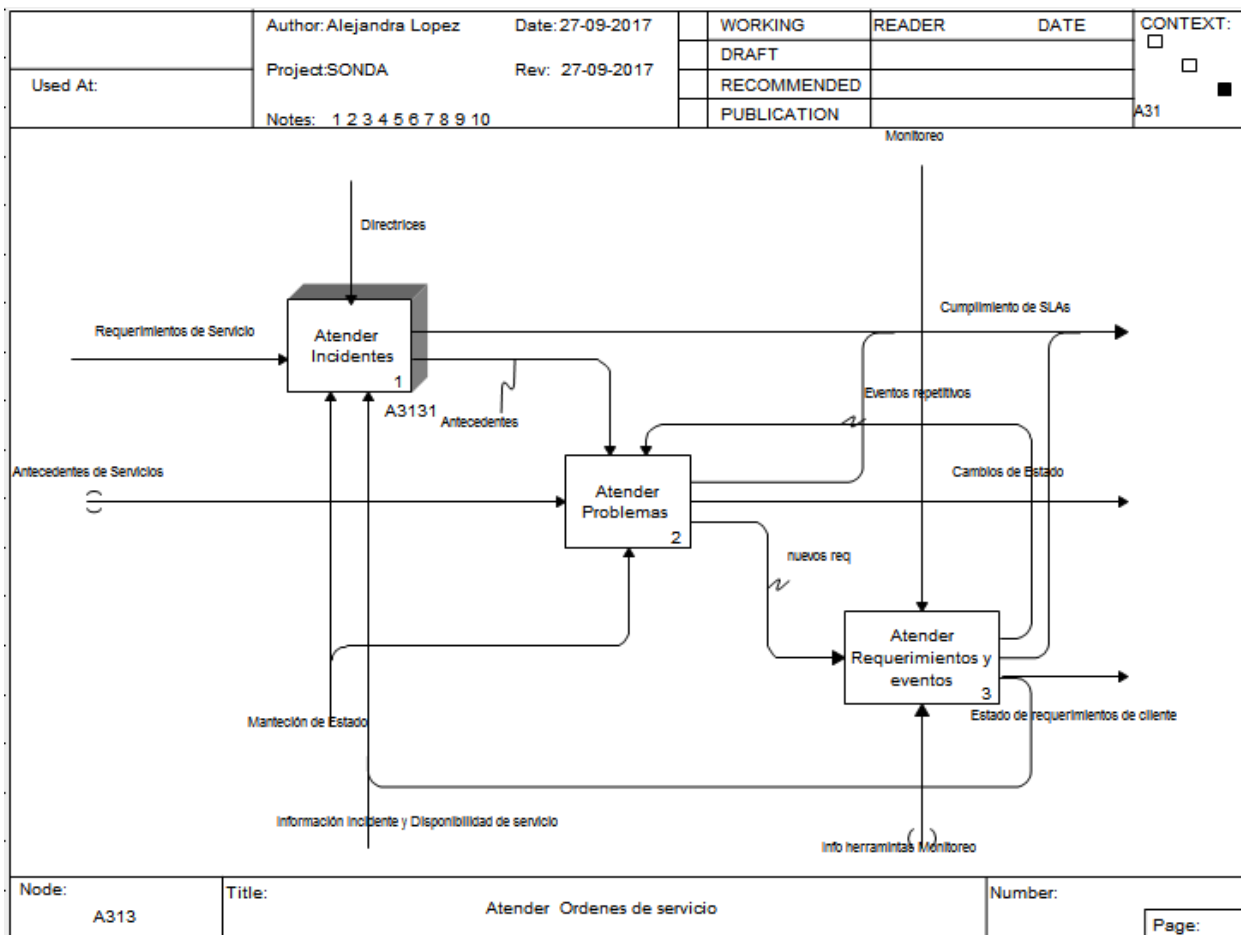 Used At:
Author: Alejandra Lopez
Date: 27-09-2017
Project: SONDA
Rev: 27-09-2017
Notes: 1 2 3 4 5 6 7 8 9 10
WORKING
DRAFT
RECOMMENDED
PUBLICATION
READER
DATE
CONTEXT:
A31
Monitoreo
Directrices
Requerimientos de Servicio
Atender
Incidentes
1
A3131
Cumplimiento de SLAs
Antecedentes
Eventos repetitivos
Antecedentes de Servicios
Atender
Problemas
2
Cambios de Estado
nuevos req
Atender
Requerimientos y
eventos
3
Manteción de Estado
Estado de requerimientos de cliente
Información Incidente y Disponibilidad de servicio
Info herramintas Monitoreo
Node:
A313
Title:
Atender Ordenes de servicio
Number:
Page: